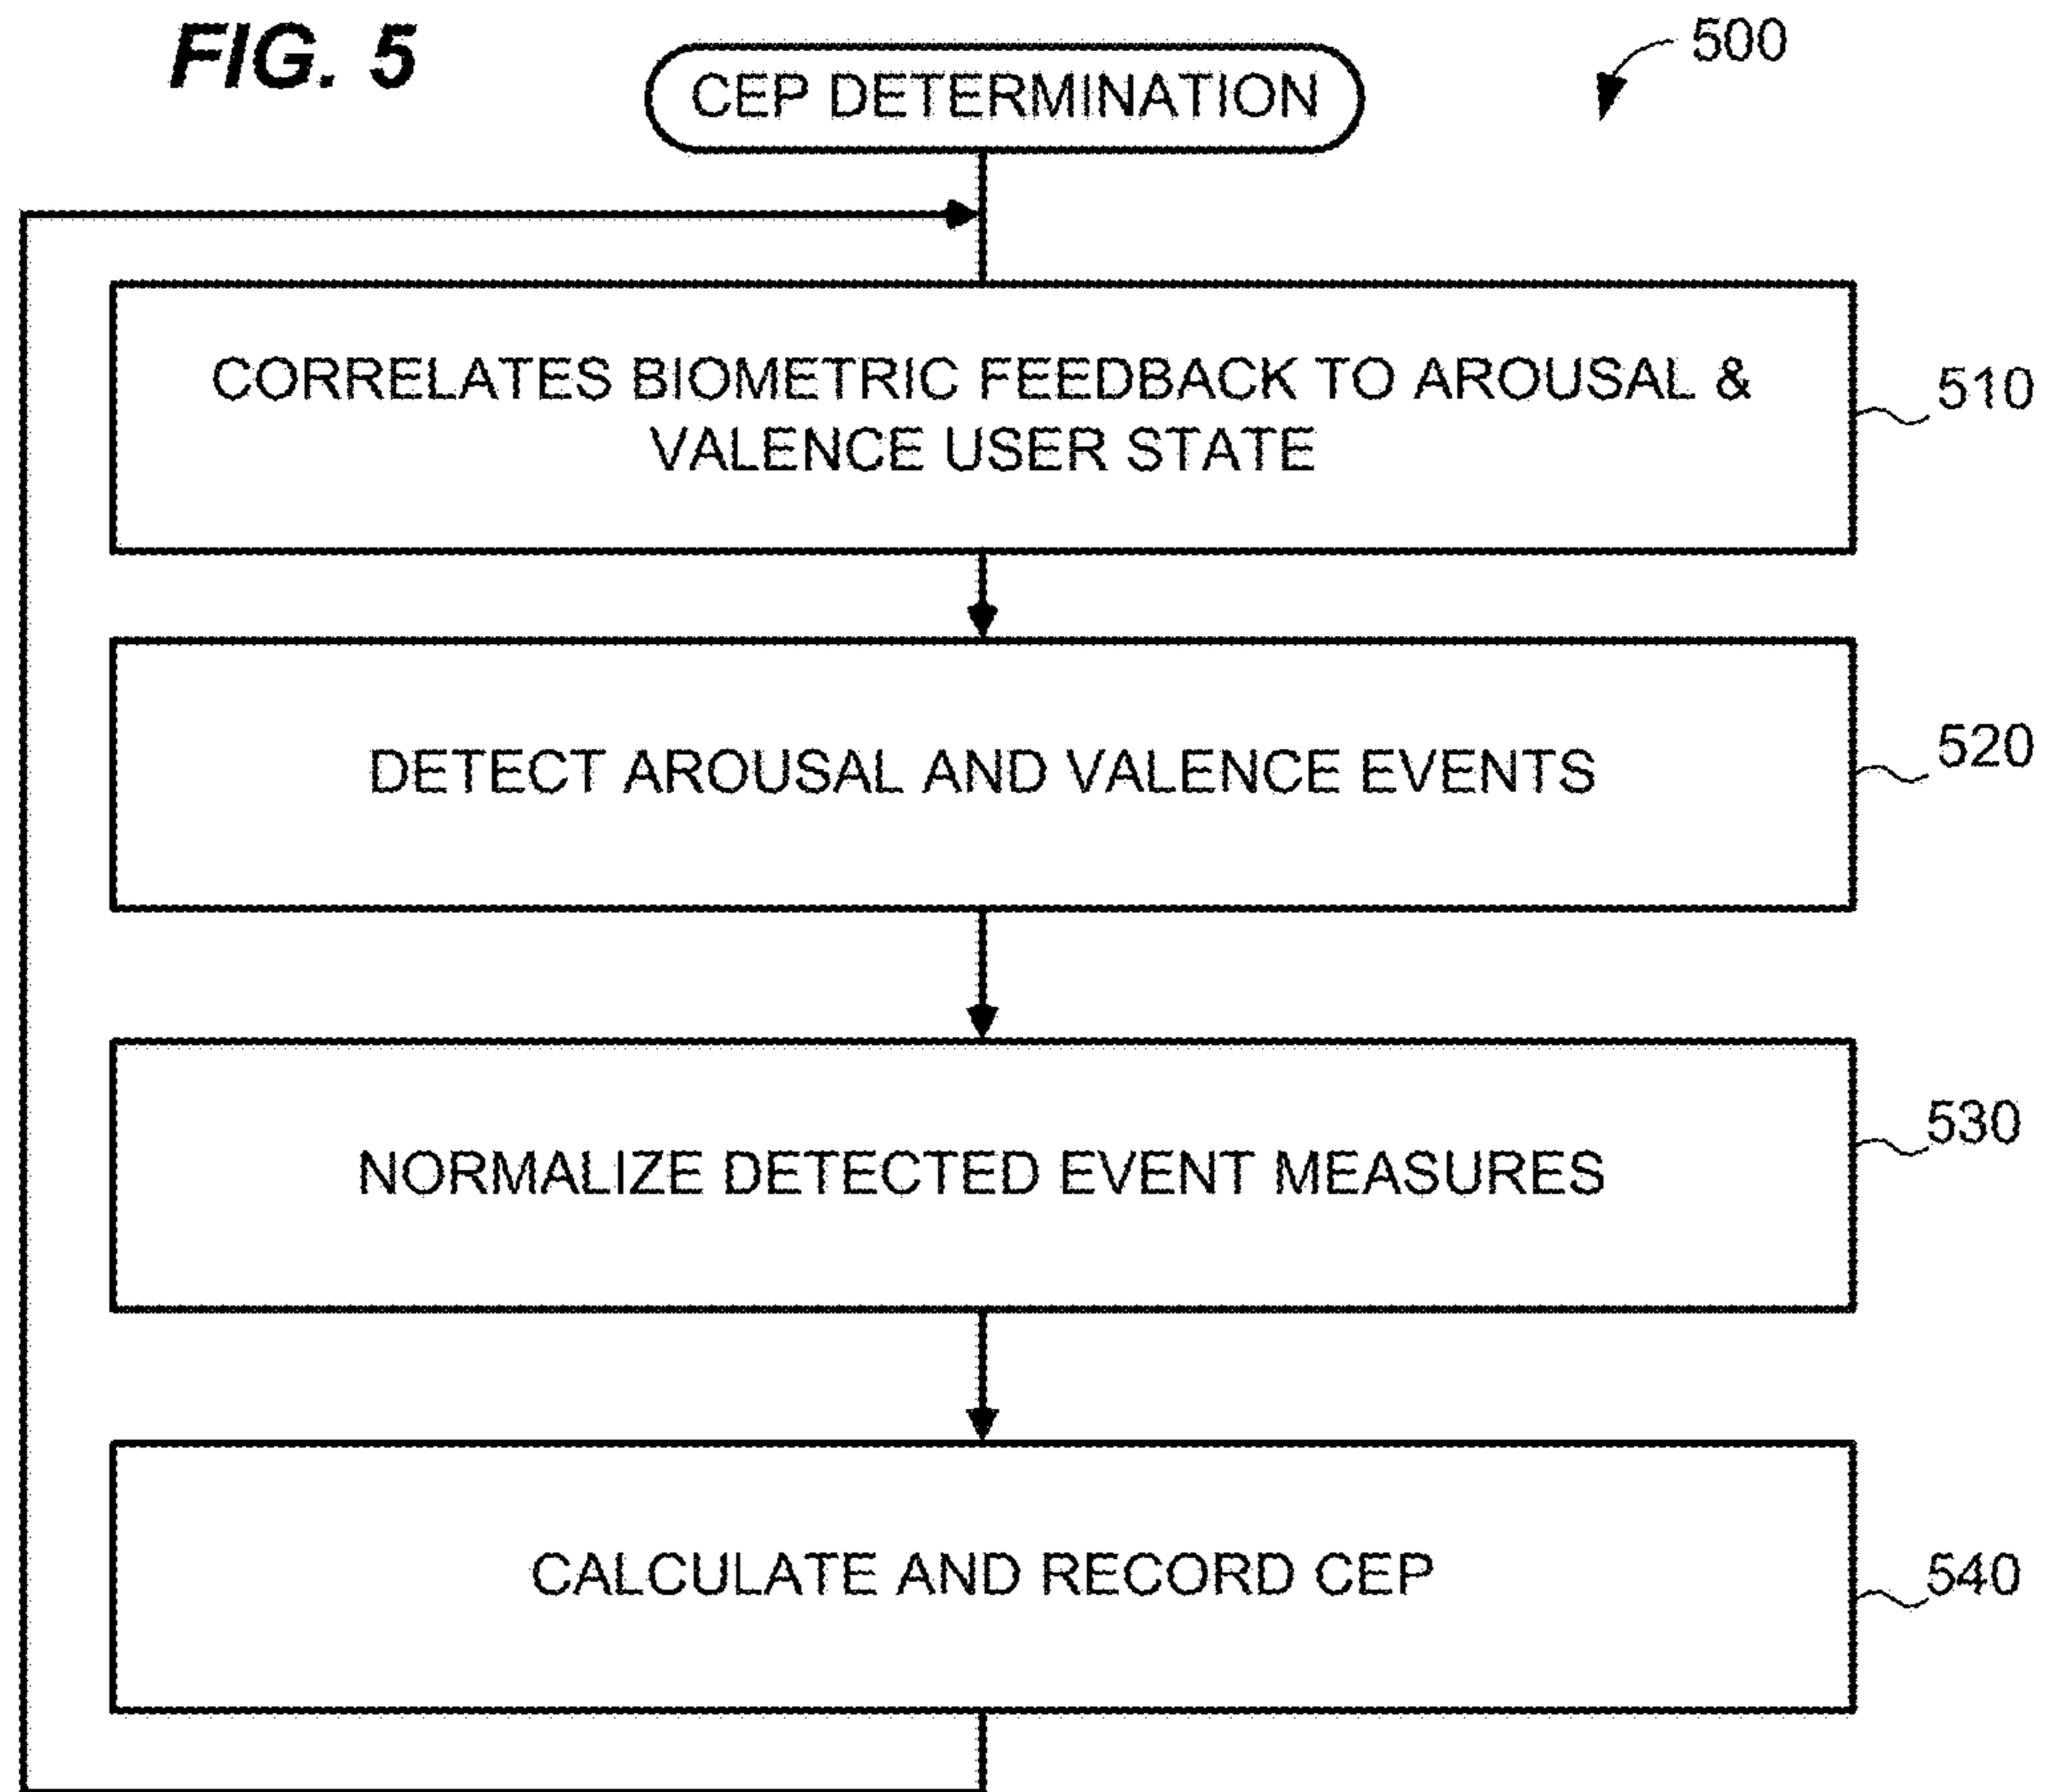 FIG. 5
CEP DETERMINATION
500
CORRELATES BIOMETRIC FEEDBACK TO AROUSAL &
VALENCE USER STATE
510
DETECT AROUSAL AND VALENCE EVENTS
520
NORMALIZE DETECTED EVENT MEASURES
530
CALCULATE AND RECORD CEP
540